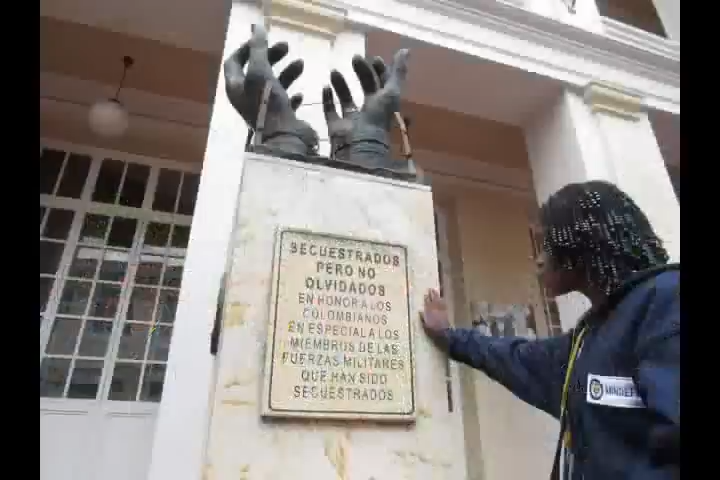 SECUESTRADOS
PERO NO
OLVIDADOS
EN HONOR A LOS
COLOMBIANOS
EN ESPECIAL A LOS
MIEMBROS DE LAS
FUERZAS MILITARES
QUE HAN SIDO
SECUESTRADOS